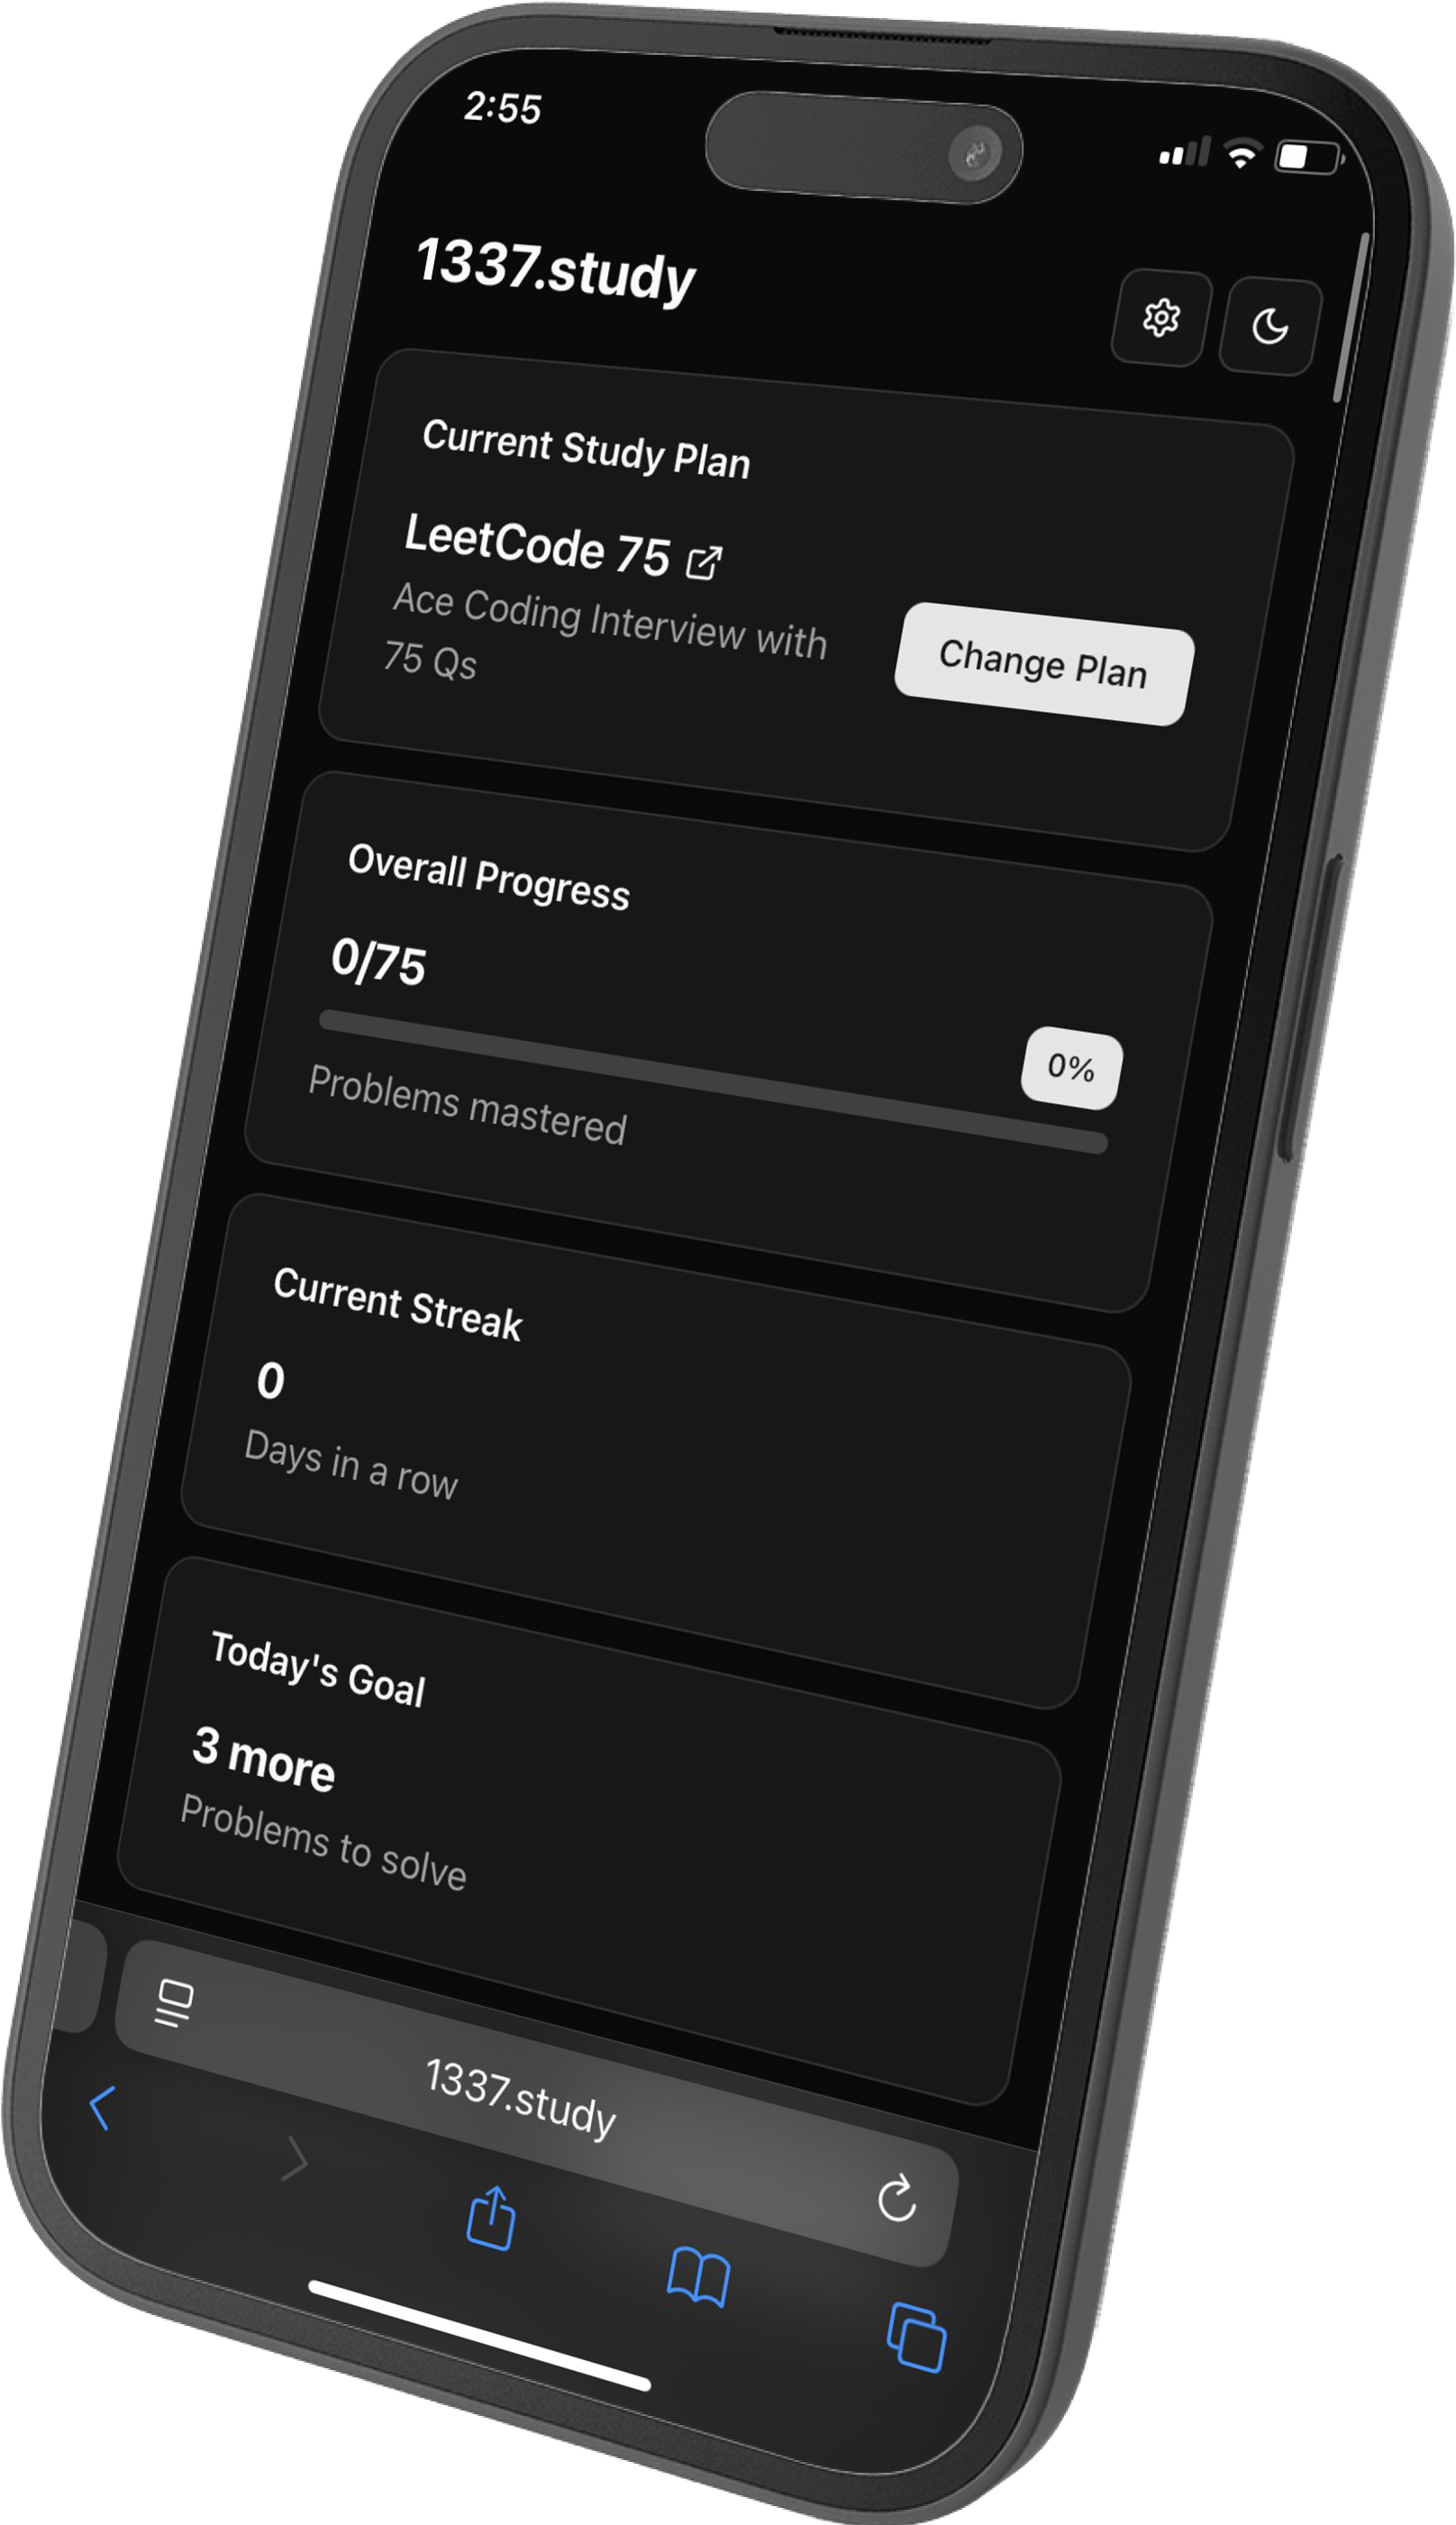 2:55
1337.study
Current Study Plan
LeetCode 75
Ace Coding Interview with
75 Qs
Change Plan
Overall Progress
0/75
0%
Problems mastered
Current Streak
0
Days in a row
Today's Goal
3 more
Problems to solve
1337.study